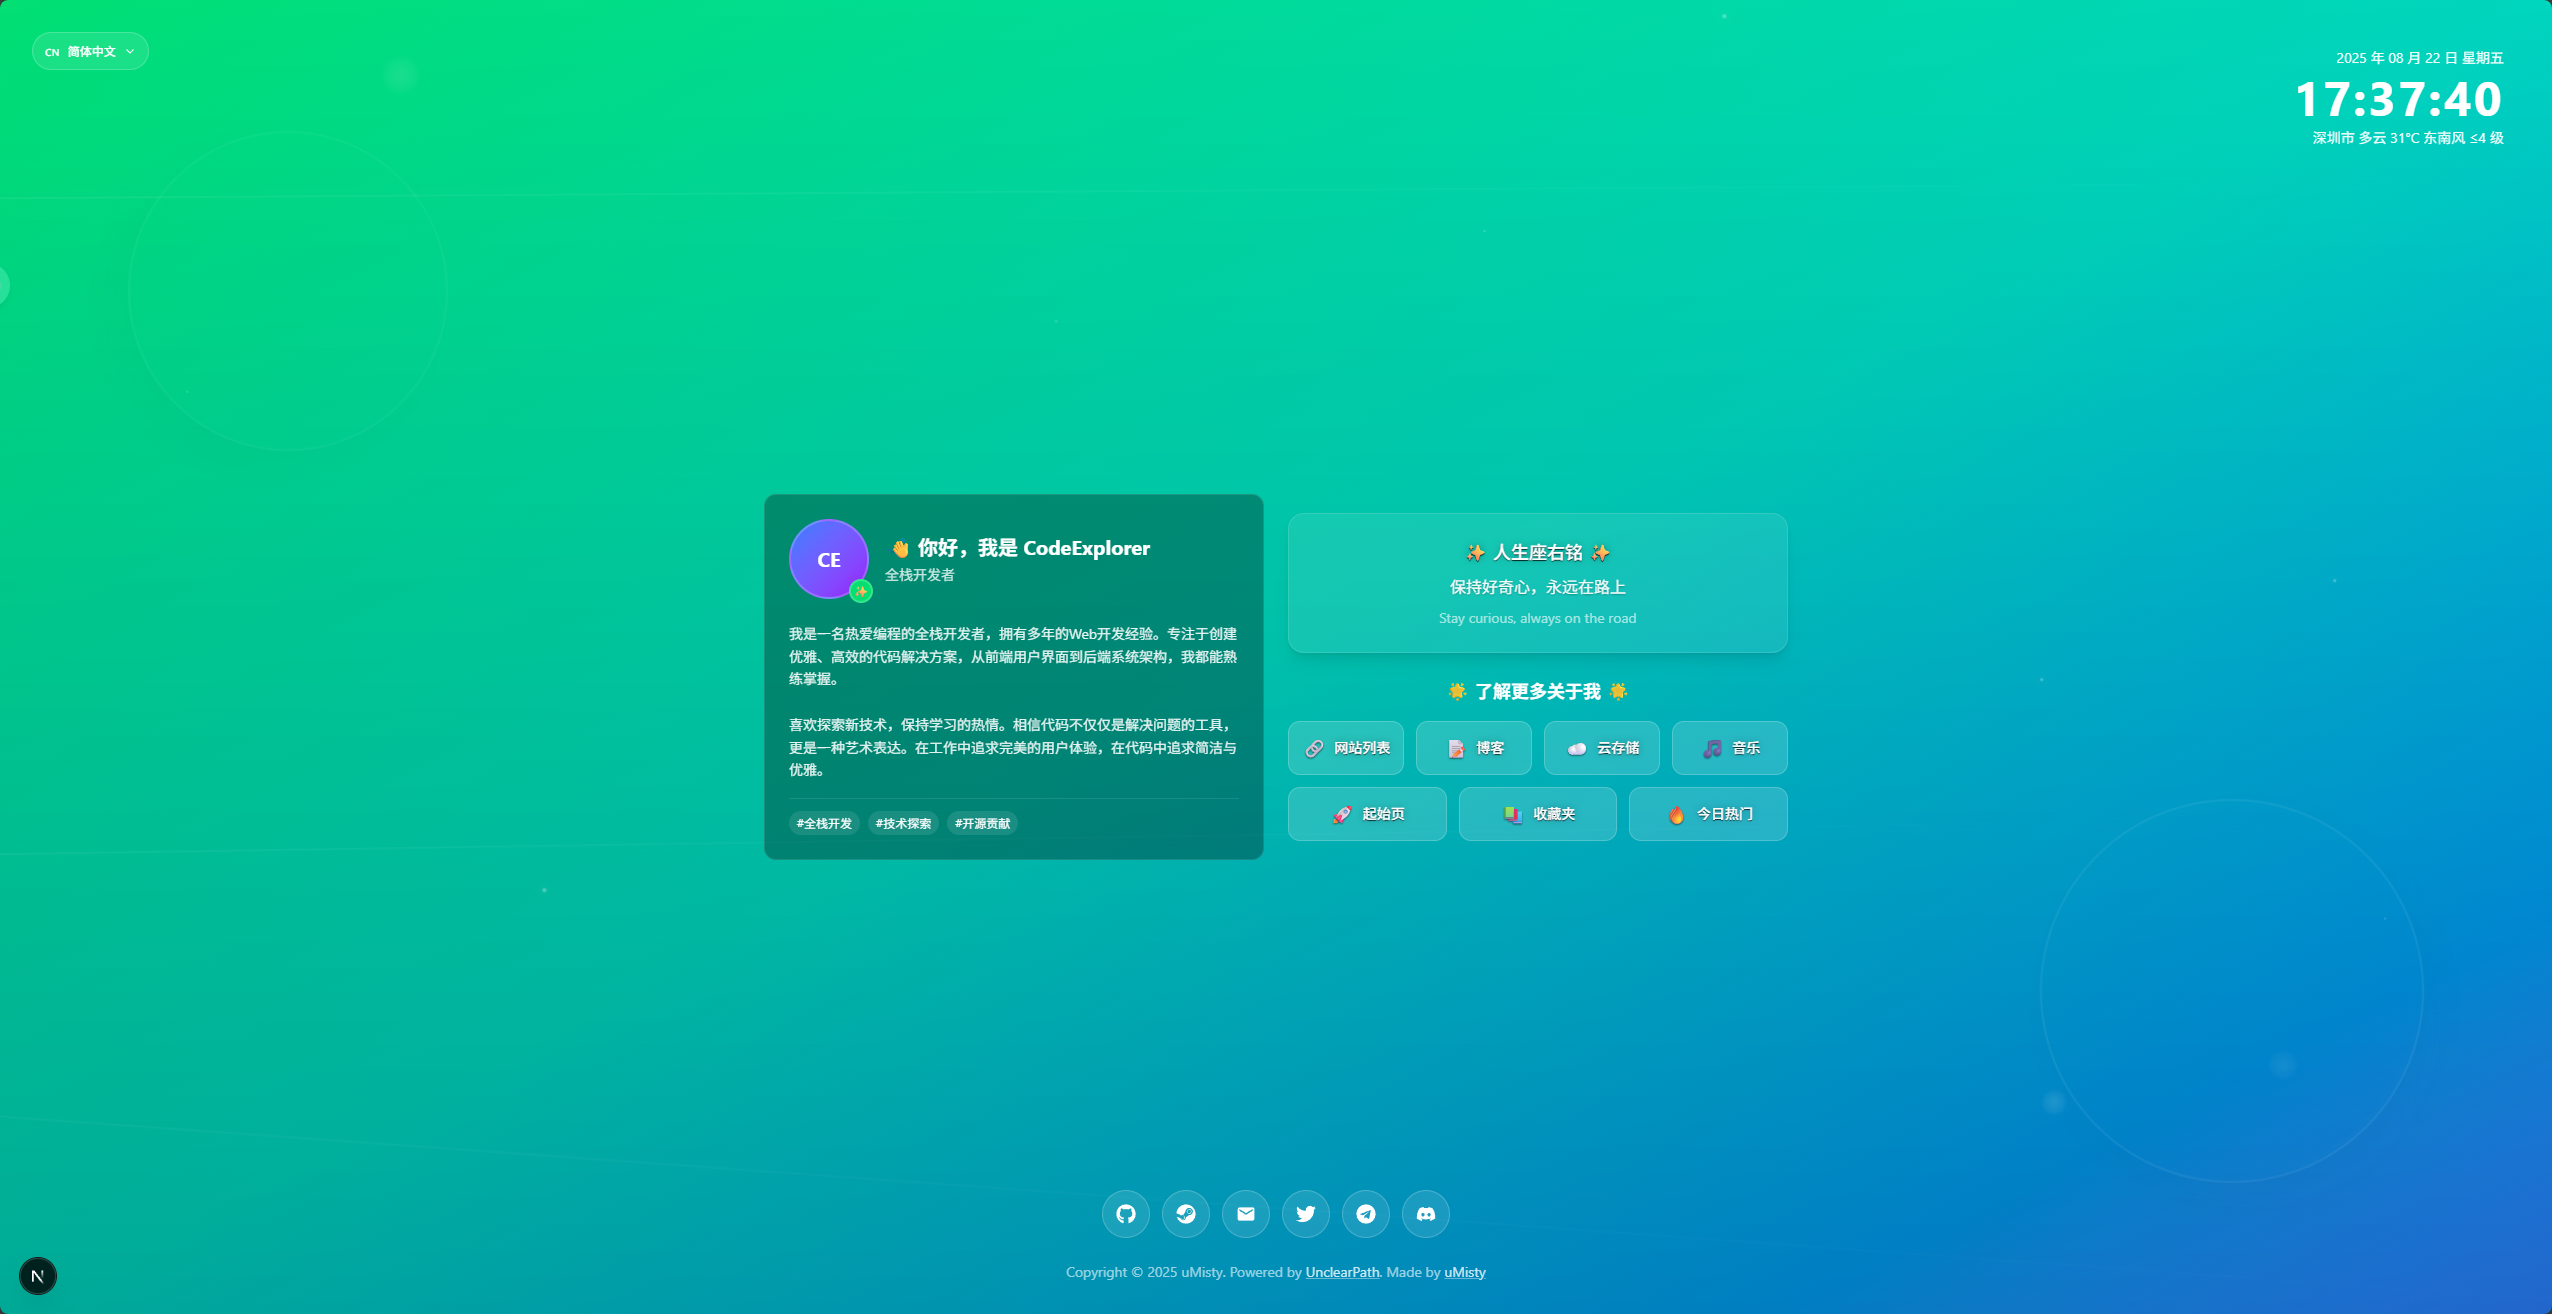 CN 简体中文
2025 年 08 月 22 日 星期五
17:37:40
深圳市 多云 31°C 东南风 ≤4 级
CE
👋 你好，我是 CodeExplorer
全栈开发者
我是一名热爱编程的全栈开发者，拥有多年的Web开发经验。专注于创建
优雅、高效的代码解决方案，从前端用户界面到后端系统架构，我都能熟
练掌握。
喜欢探索新技术，保持学习的热情。相信代码不仅仅是解决问题的工具，
更是一种艺术表达。在工作中追求完美的用户体验，在代码中追求简洁与
优雅。
#全栈开发 #技术探索 #开源贡献
✨ 人生座右铭 ✨
保持好奇心，永远在路上
Stay curious, always on the road
🌟 了解更多关于我 🌟
🔗 网站列表 📝 博客 ☁️ 云存储 🎵 音乐
🚀 起始页 📚 收藏夹 🔥 今日热门
N
Copyright © 2025 uMisty. Powered by UnclearPath. Made by uMisty